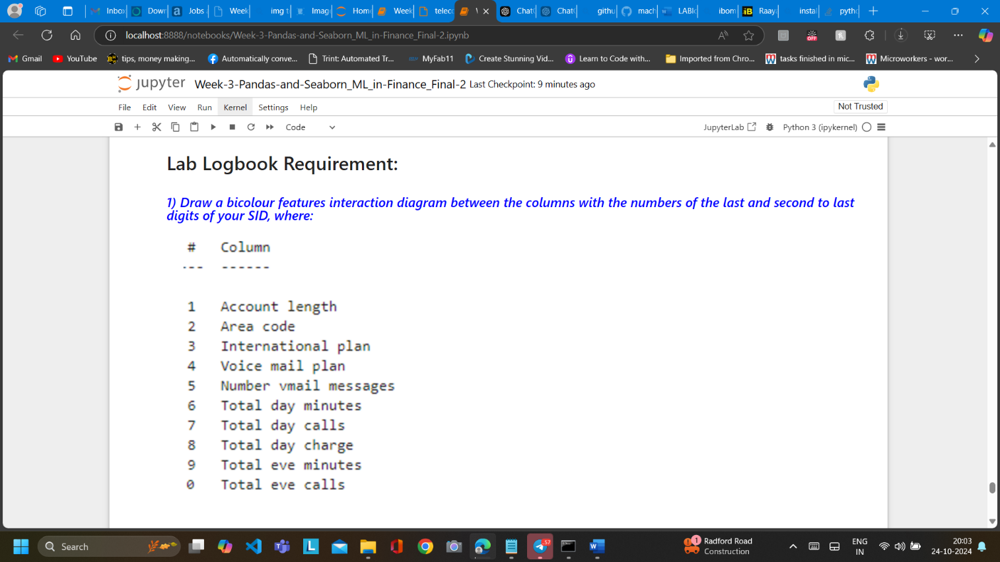 Inbo
Down
Jobs
Week
img t
Imag
Hom
Week
telec
Chat
Chat
githu
mach
LABl
ibom
Raay
instal
pyth
localhost:8888/notebooks/Week-3-Pandas-and-Seaborn_ML_in-Finance_Final-2.ipynb
OFF
Gmail
YouTube
tips, money making...
Automatically conve...
Trint: Automated Tr...
MyFab11
Create Stunning Vid...
Learn to Code with...
Imported from Chro...
tasks finished in mic...
Microworkers - wor...
jupyter Week-3-Pandas-and-Seaborn_ML_in-Finance_Final-2 Last Checkpoint: 9 minutes ago
File Edit View Run Kernel Settings Help
Not Trusted
Code
JupyterLab
Python 3 (ipykernel)
Lab Logbook Requirement:
1) Draw a bicolour features interaction diagram between the columns with the numbers of the last and second to last
digits of your SID, where:
# Column
--- ------
1 Account length
2 Area code
3 International plan
4 Voice mail plan
5 Number vmail messages
6 Total day minutes
7 Total day calls
8 Total day charge
9 Total eve minutes
0 Total eve calls
Search
57
1
Radford Road
Construction
ENG
IN
20:03
24-10-2024